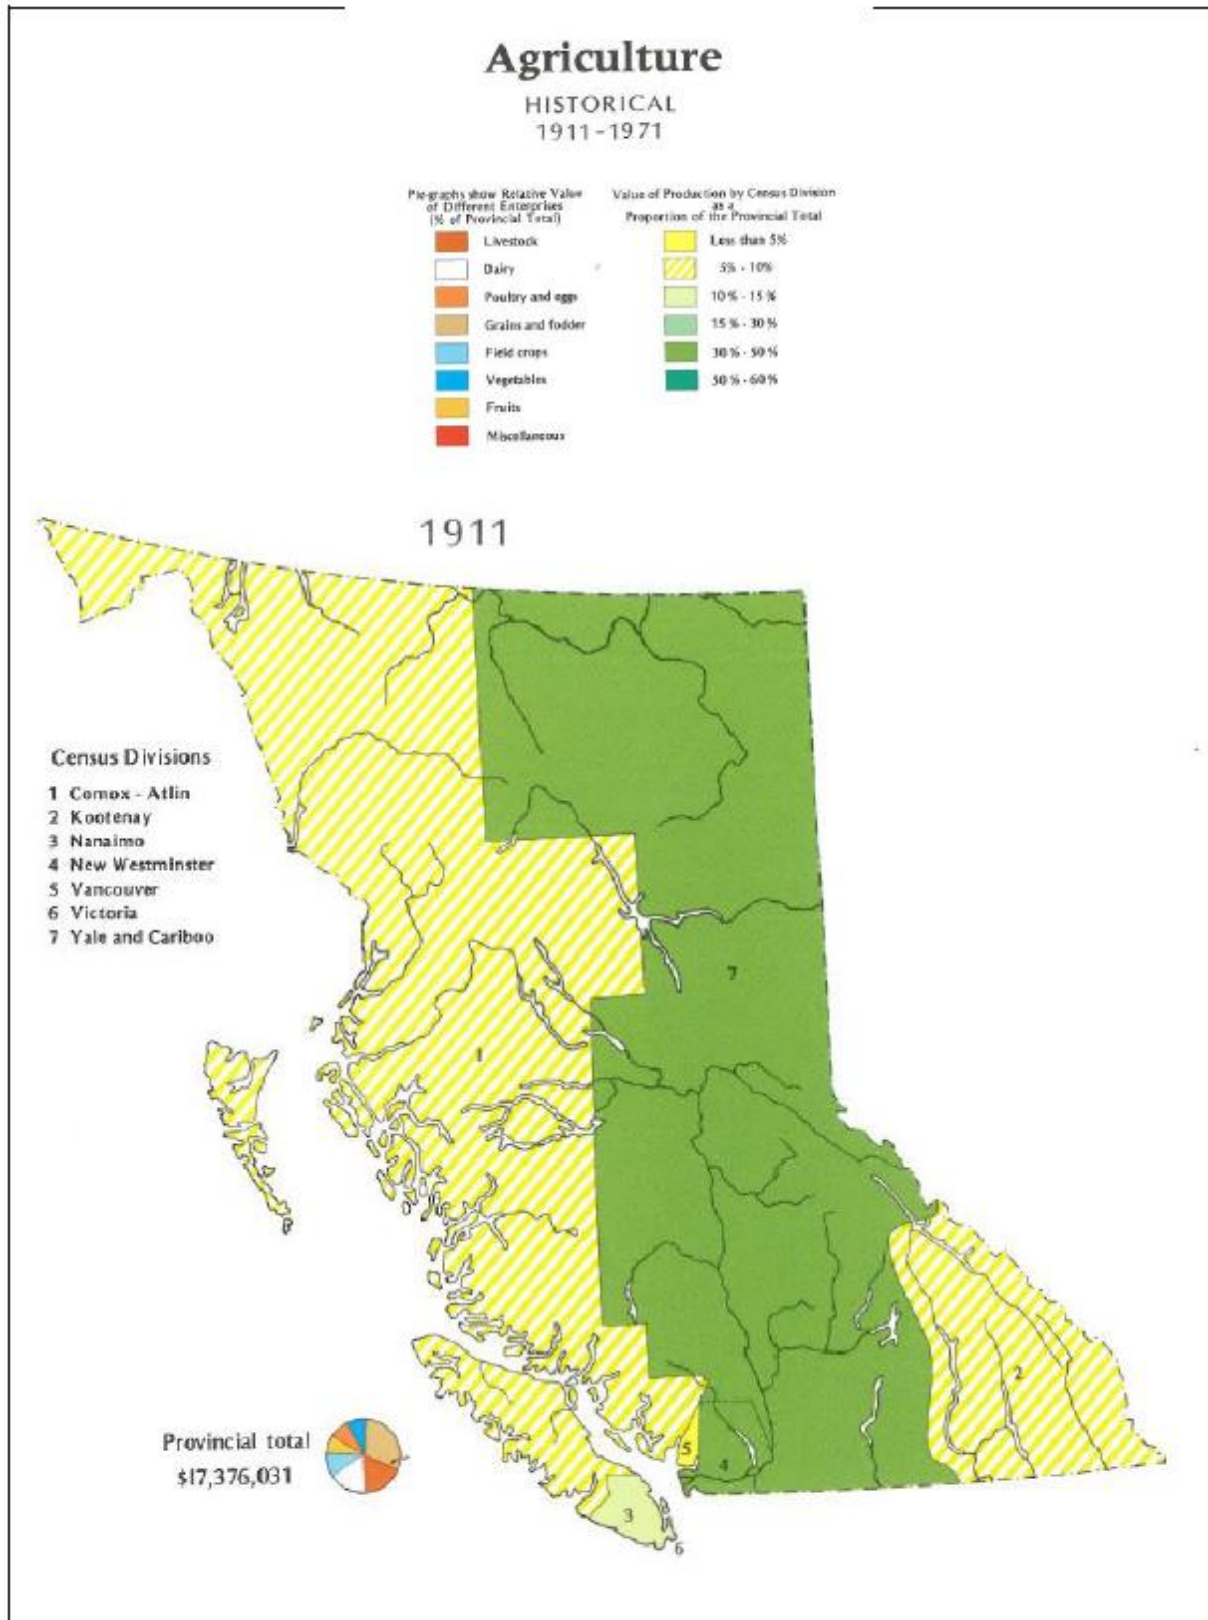 Agriculture
HISTORICAL
1911-1971
Pie-graphs show Relative Value
of Different Enterprises
(% of Provincial Total)
Livestock
Dairy
Poultry and eggs
Grains and fodder
Field crops
Vegetables
Fruits
Miscellaneous
Value of Production by Census Division
as a
Proportion of the Provincial Total
Less than 5%
5% - 10%
10% - 15%
15% - 30%
30% - 50%
50% - 60%
1911
Census Divisions
1 Comox - Atlin
2 Kootenay
3 Nanaimo
4 New Westminster
5 Vancouver
6 Victoria
7 Yale and Cariboo
7
1
2
5
4
3
6
Provincial total
$17,376,031